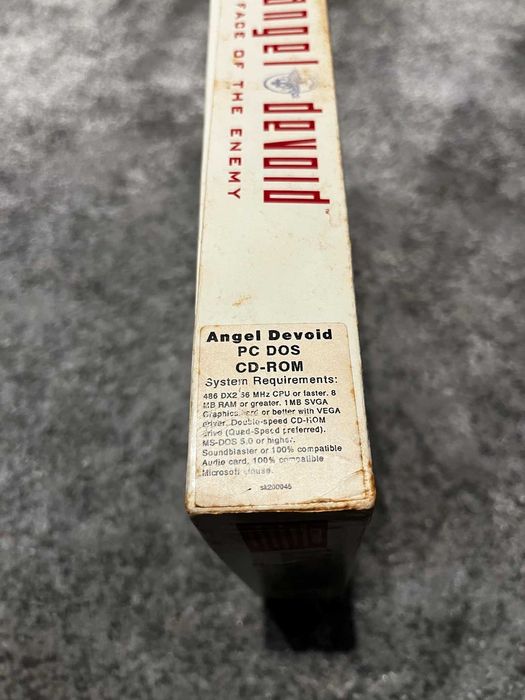 angel devoid
FACE OF THE ENEMY
Angel Devoid
PC DOS
CD-ROM
System Requirements:
486 DX2 66 MHz CPU or faster. 8
MB RAM or greater. 1MB SVGA
Graphics card or better with VEGA
driver. Double-speed CD-ROM
drive (Quad-Speed preferred).
MS-DOS 5.0 or higher.
Soundblaster or 100% compatible
Audio card, 100% compatible
Microsoft Mouse.
sk200045